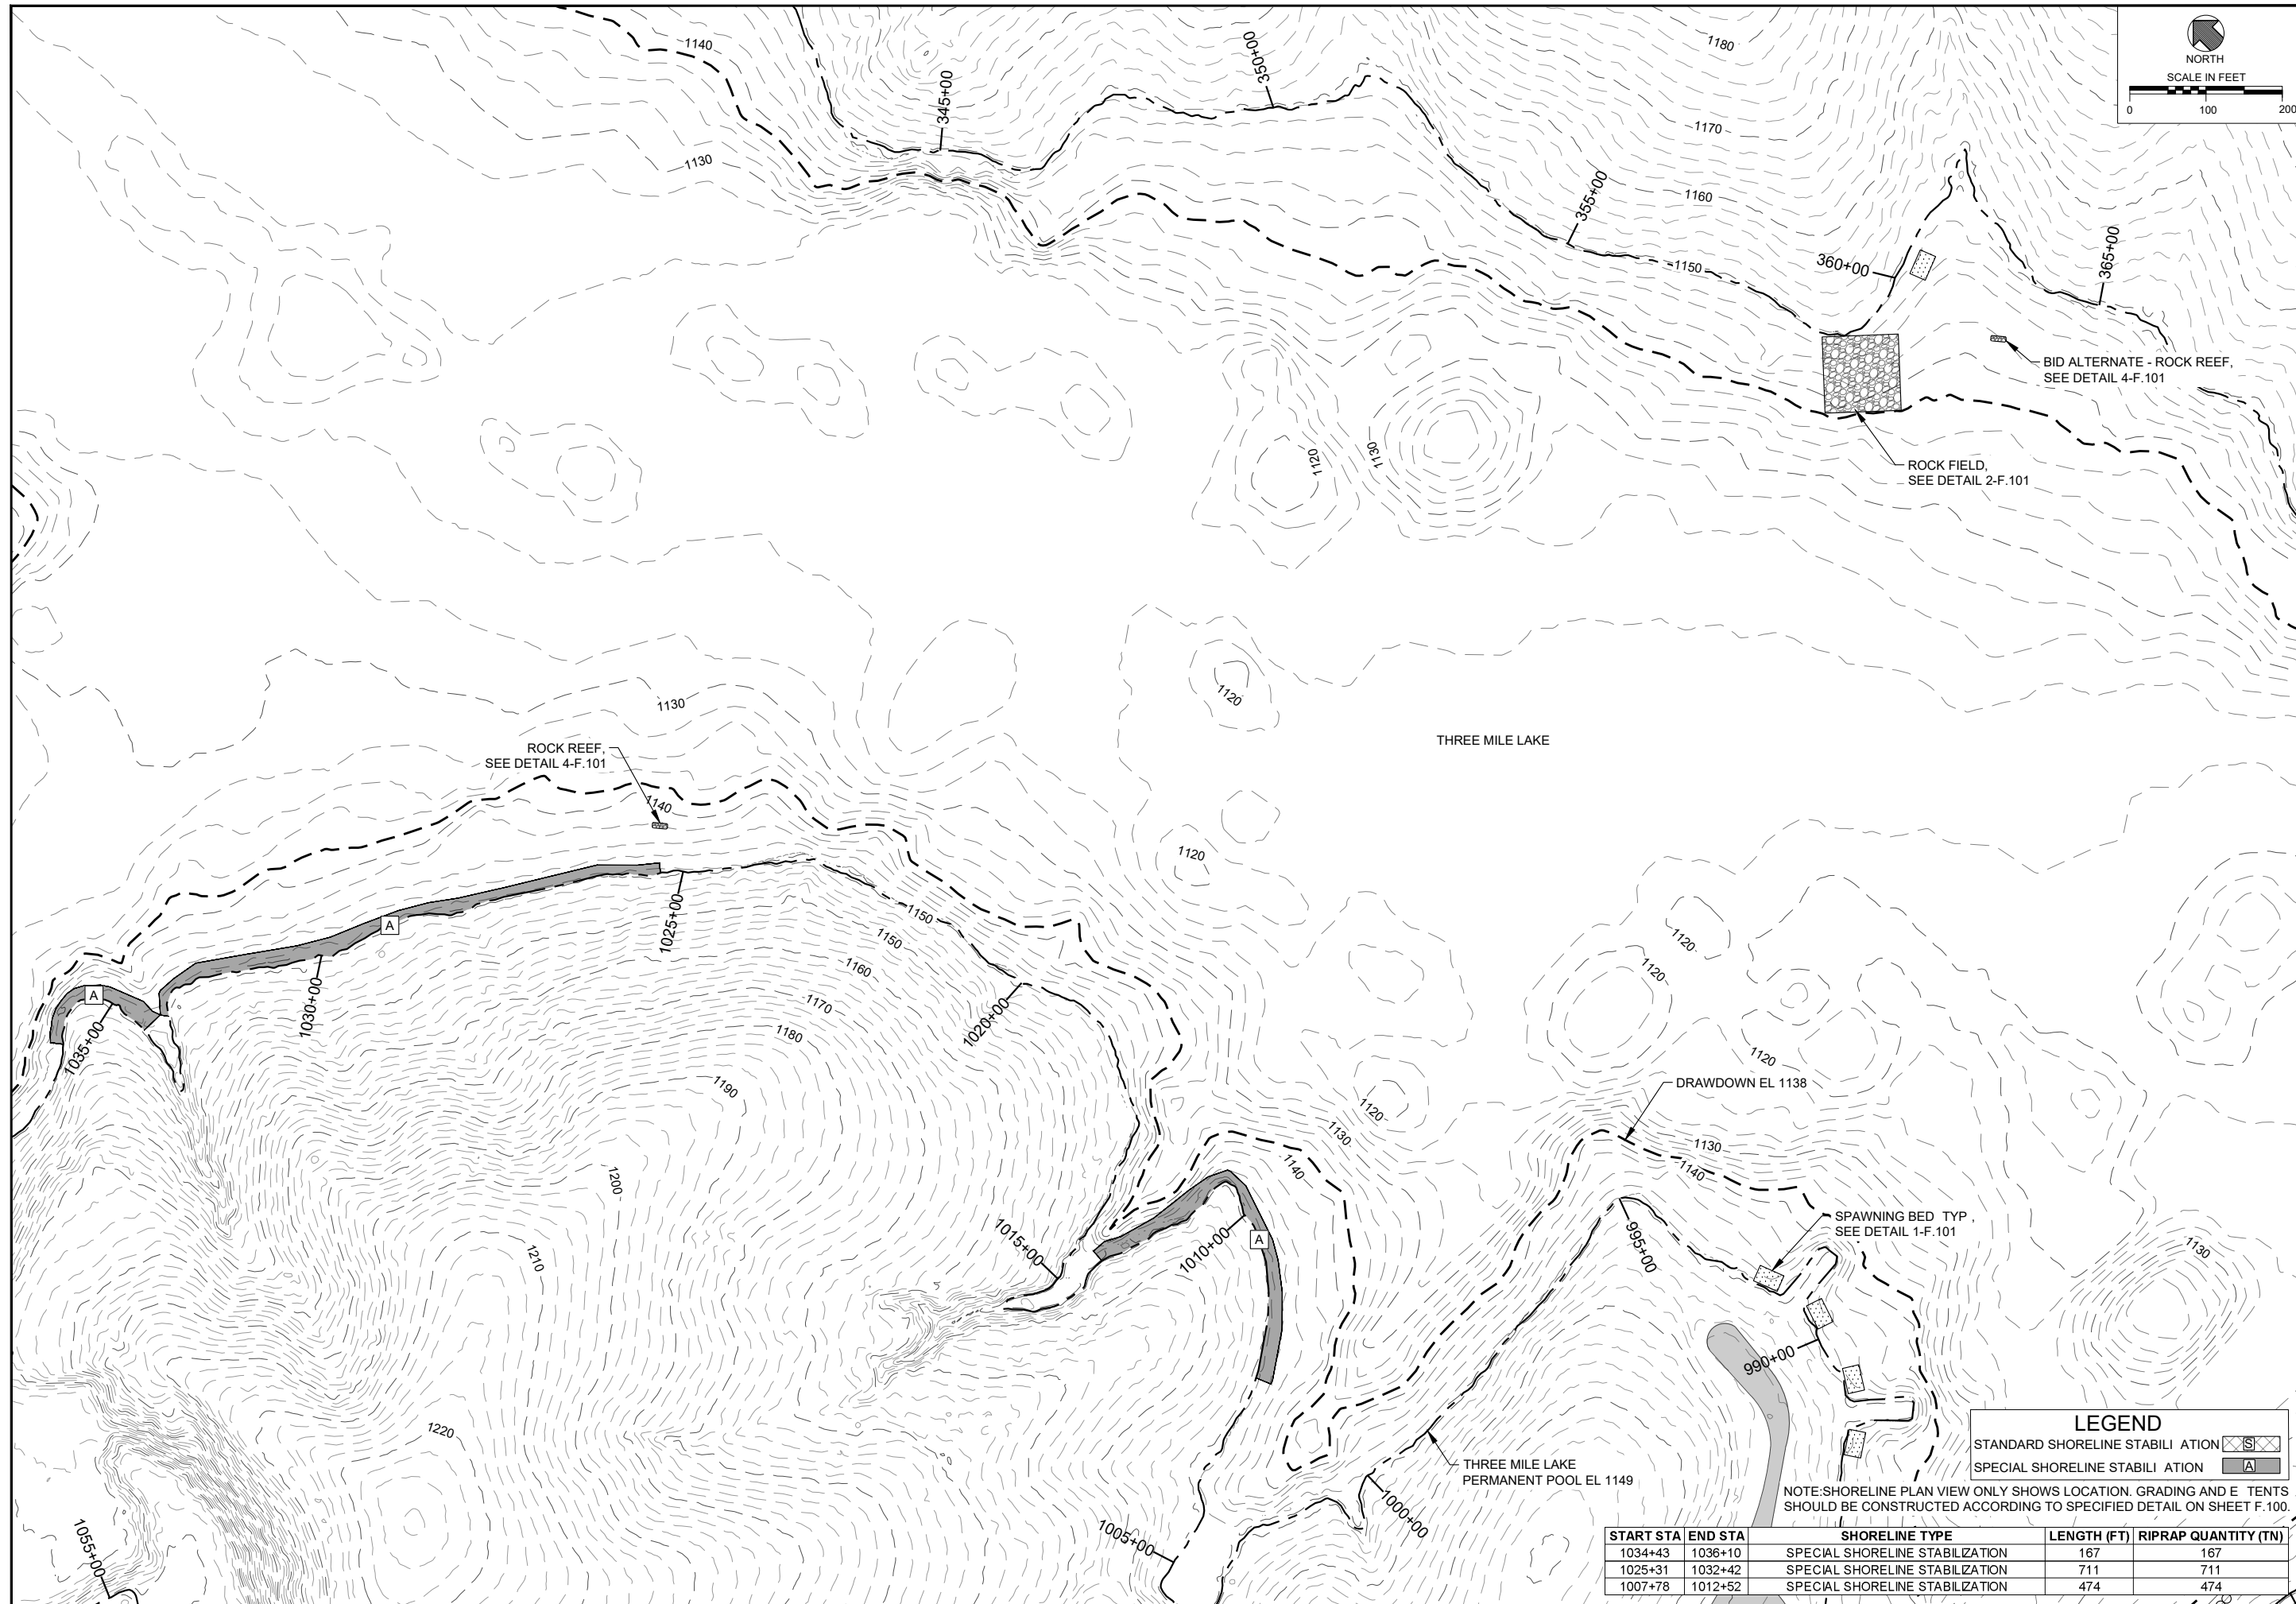 1140
1130
345+00
350+00
1180
NORTH
SCALE IN FEET
0 100 200
1170
1160
355+00
1150
360+00
365+00
BID ALTERNATE - ROCK REEF,
SEE DETAIL 4-F.101
ROCK FIELD,
SEE DETAIL 2-F.101
1120
1130
1130
1120
THREE MILE LAKE
ROCK REEF,
SEE DETAIL 4-F.101
1140
1120
A
1025+00
1150
1150
1160
1120
1120
A
1030+00
1035+00
1170
1180
1020+00
1190
1120
DRAWDOWN EL 1138
1120
1130
1140
1130
1140
1200
1210
1015+00
1010+00
A
995+00
SPAWNING BED TYP ,
SEE DETAIL 1-F.101
1130
990+00
1220
THREE MILE LAKE
PERMANENT POOL EL 1149
1000+00
1005+00
1055+00
LEGEND
STANDARD SHORELINE STABILI ATION S
SPECIAL SHORELINE STABILI ATION A
NOTE:SHORELINE PLAN VIEW ONLY SHOWS LOCATION. GRADING AND E TENTS
SHOULD BE CONSTRUCTED ACCORDING TO SPECIFIED DETAIL ON SHEET F.100.
START STA END STA SHORELINE TYPE LENGTH (FT) RIPRAP QUANTITY (TN)
1034+43 1036+10 SPECIAL SHORELINE STABILIZATION 167 167
1025+31 1032+42 SPECIAL SHORELINE STABILIZATION 711 711
1007+78 1012+52 SPECIAL SHORELINE STABILIZATION 474 474